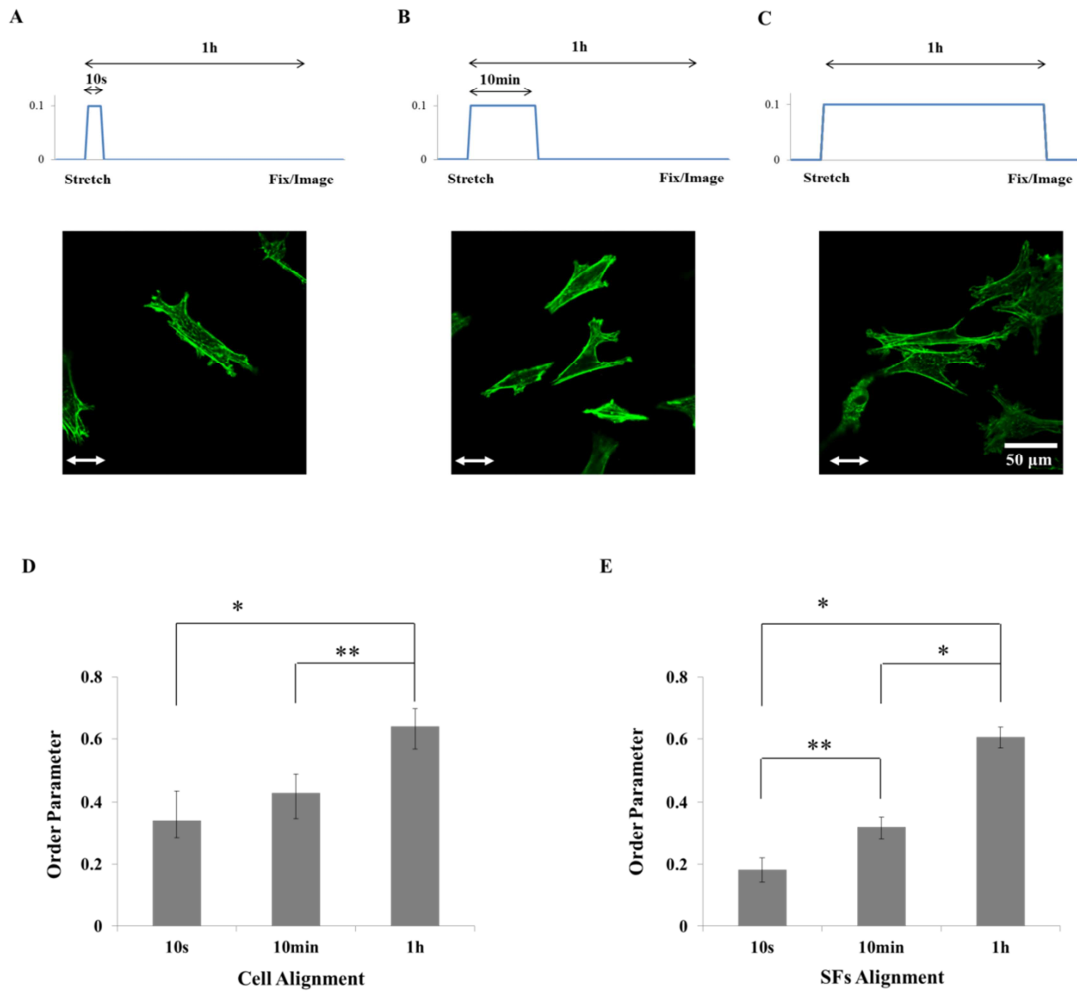 A
1h
10s
0.1
0
Stretch Fix/Image
B
1h
10min
0.1
0
Stretch Fix/Image
C
1h
0.1
0
Stretch Fix/Image
50 µm
D
*
**
0.8
0.6
0.4
0.2
0
Order Parameter
10s 10min 1h
Cell Alignment
E
*
*
**
0.8
0.6
0.4
0.2
0
Order Parameter
10s 10min 1h
SFs Alignment